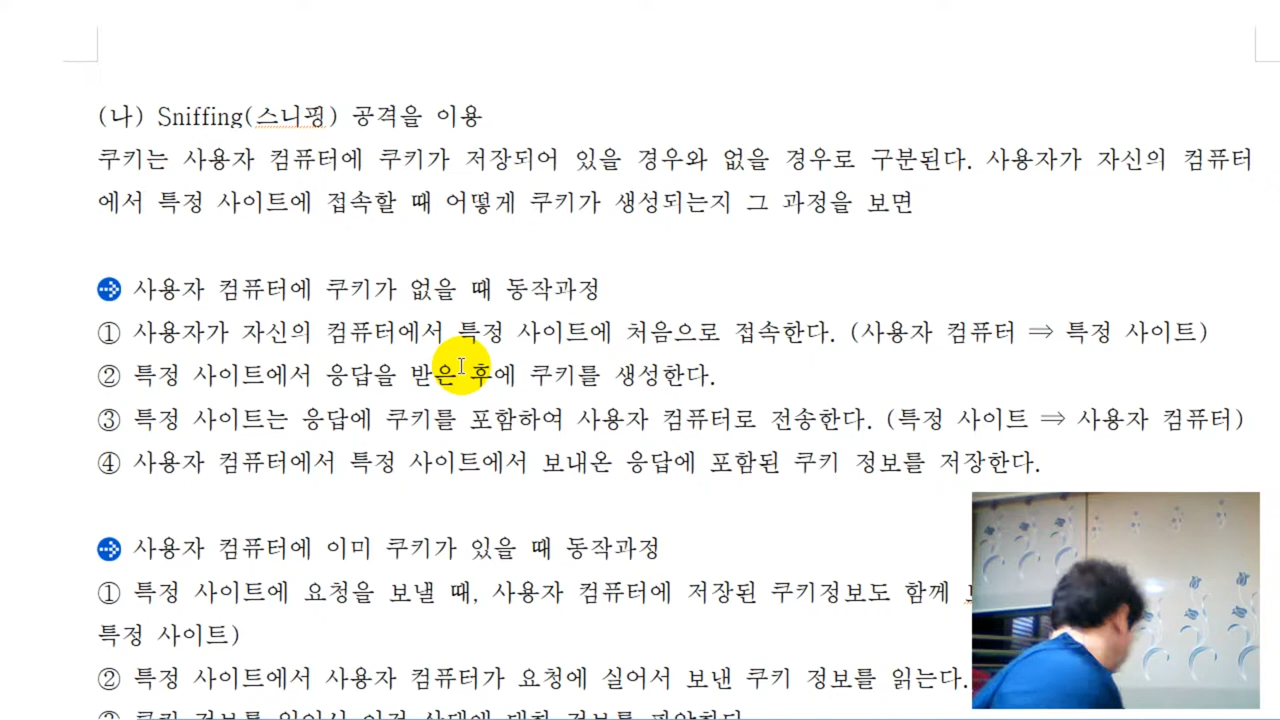 (나) Sniffing(스니핑) 공격을 이용
쿠키는 사용자 컴퓨터에 쿠키가 저장되어 있을 경우와 없을 경우로 구분된다. 사용자가 자신의 컴퓨터
에서 특정 사이트에 접속할 때 어떻게 쿠키가 생성되는지 그 과정을 보면
사용자 컴퓨터에 쿠키가 없을 때 동작과정
① 사용자가 자신의 컴퓨터에서 특정 사이트에 처음으로 접속한다. (사용자 컴퓨터 ⇒ 특정 사이트)
② 특정 사이트에서 응답을 받은 후에 쿠키를 생성한다.
③ 특정 사이트는 응답에 쿠키를 포함하여 사용자 컴퓨터로 전송한다. (특정 사이트 ⇒ 사용자 컴퓨터)
④ 사용자 컴퓨터에서 특정 사이트에서 보내온 응답에 포함된 쿠키 정보를 저장한다.
사용자 컴퓨터에 이미 쿠키가 있을 때 동작과정
① 특정 사이트에 요청을 보낼 때, 사용자 컴퓨터에 저장된 쿠키정보도 함께
특정 사이트)
② 특정 사이트에서 사용자 컴퓨터가 요청에 실어서 보낸 쿠키 정보를 읽는다.